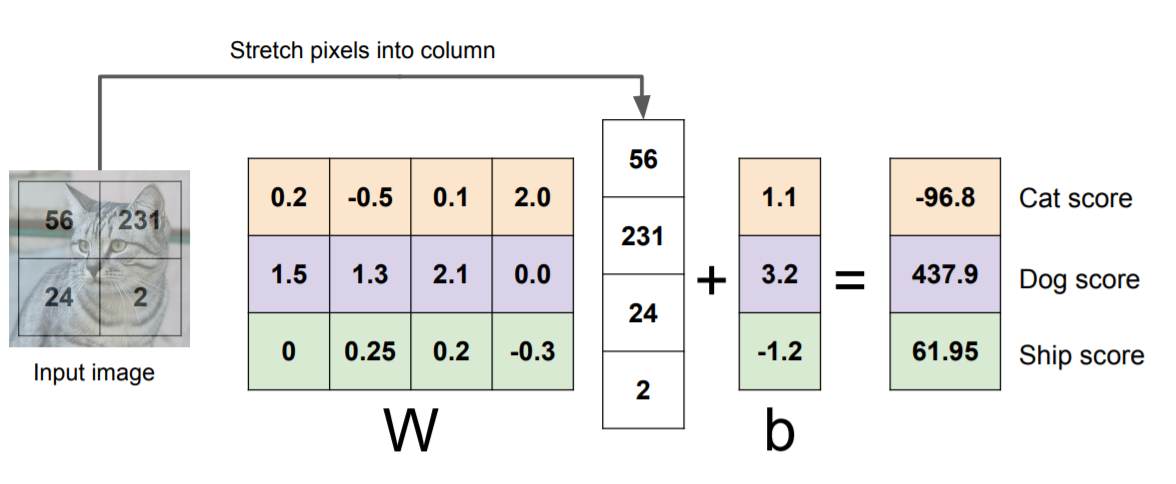 Stretch pixels into column
56 231
24 2
Input image
0.2 -0.5 0.1 2.0
1.5 1.3 2.1 0.0
0 0.25 0.2 -0.3
W
56
231
24
2
+
1.1
3.2
-1.2
b
=
-96.8 Cat score
437.9 Dog score
61.95 Ship score